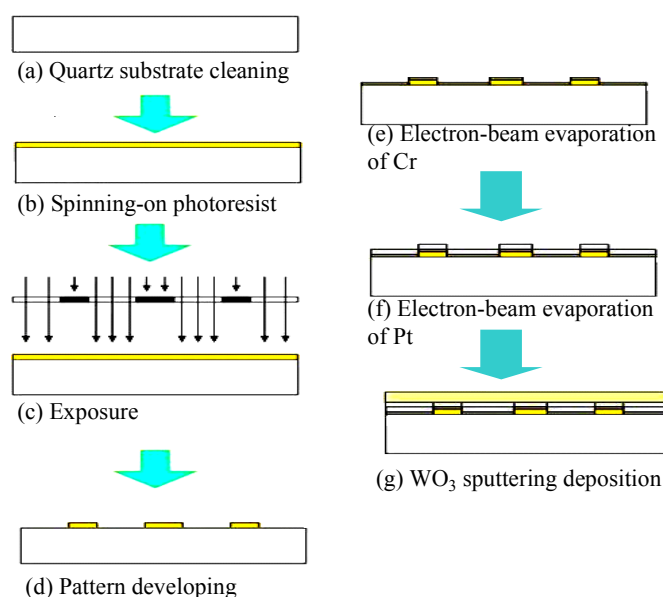 (a) Quartz substrate cleaning
(b) Spinning-on photoresist
(c) Exposure
(d) Pattern developing
(e) Electron-beam evaporation
of Cr
(f) Electron-beam evaporation
of Pt
(g) WO₃ sputtering deposition